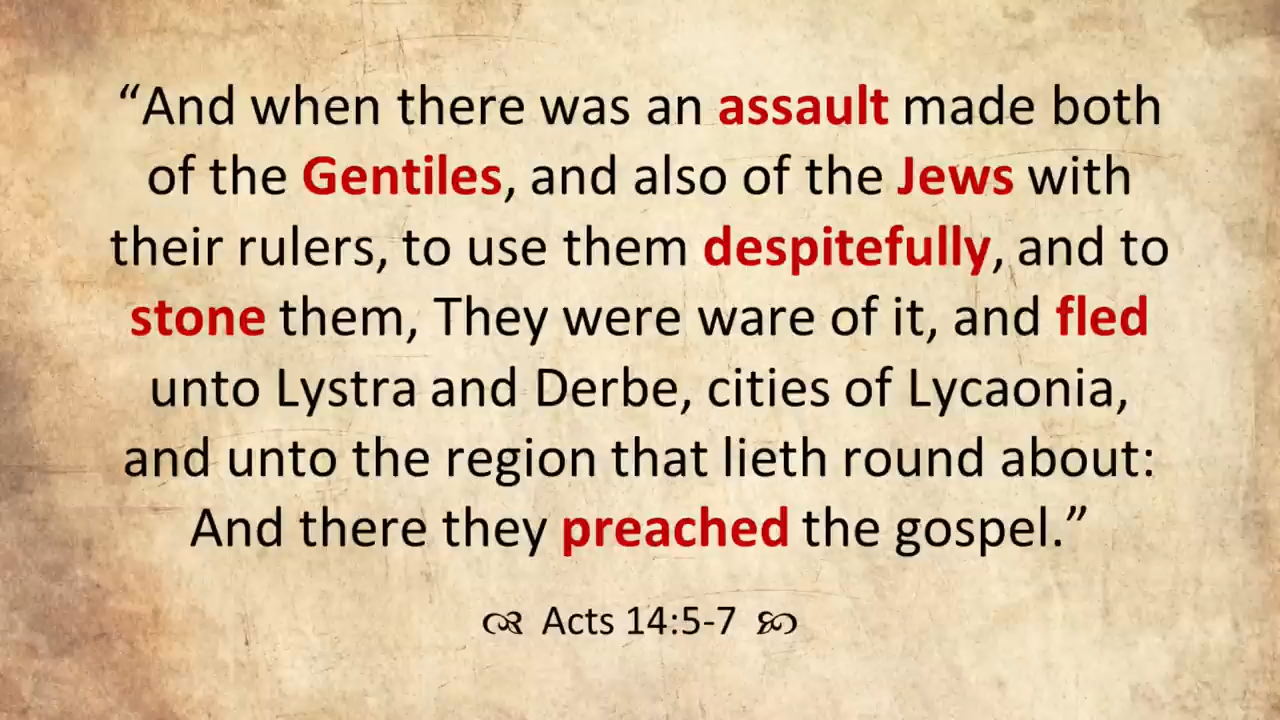 “And when there was an assault made both
of the Gentiles, and also of the Jews with
their rulers, to use them despitefully, and to
stone them, They were ware of it, and fled
unto Lystra and Derbe, cities of Lycaonia,
and unto the region that lieth round about:
And there they preached the gospel.”
Acts 14:5-7